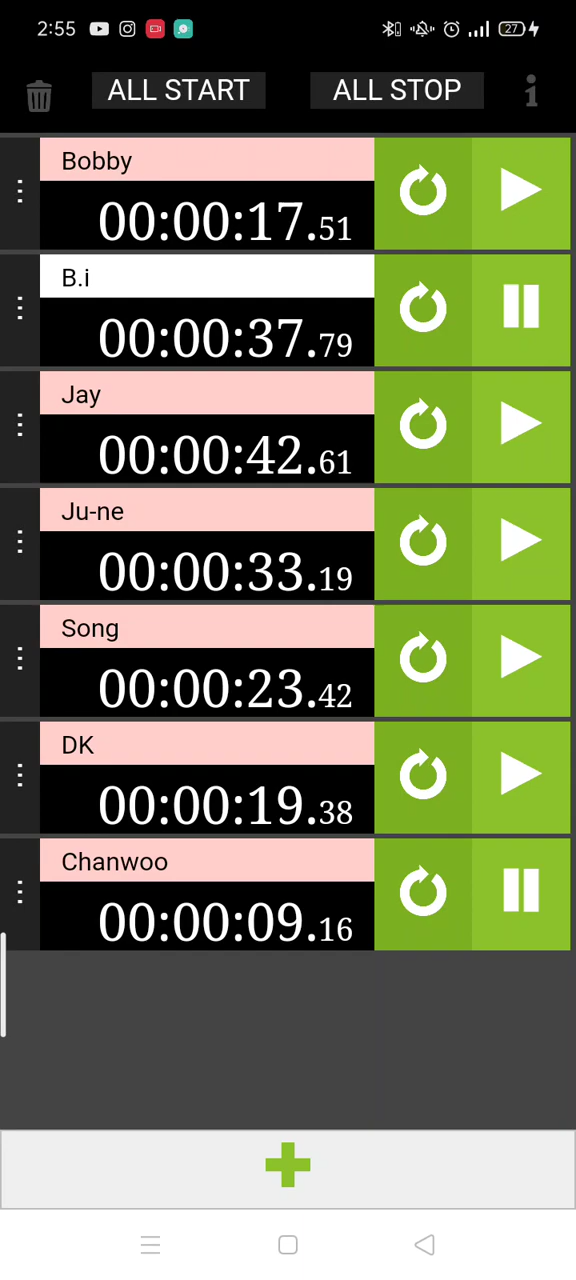 2:55
27
ALL START
ALL STOP
Bobby
00:00:17.51
B.i
00:00:37.79
Jay
00:00:42.61
Ju-ne
00:00:33.19
Song
00:00:23.42
DK
00:00:19.38
Chanwoo
00:00:09.16